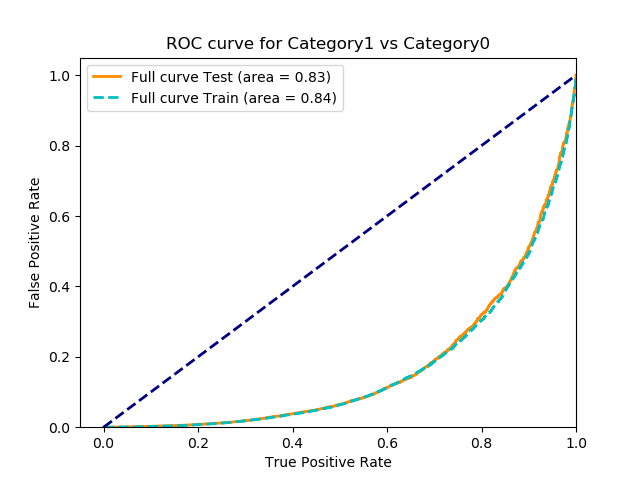 ROC curve for Category1 vs Category0
Full curve Test (area = 0.83)
Full curve Train (area = 0.84)
1.0
0.8
0.6
0.4
0.2
0.0
False Positive Rate
0.0 0.2 0.4 0.6 0.8 1.0
True Positive Rate